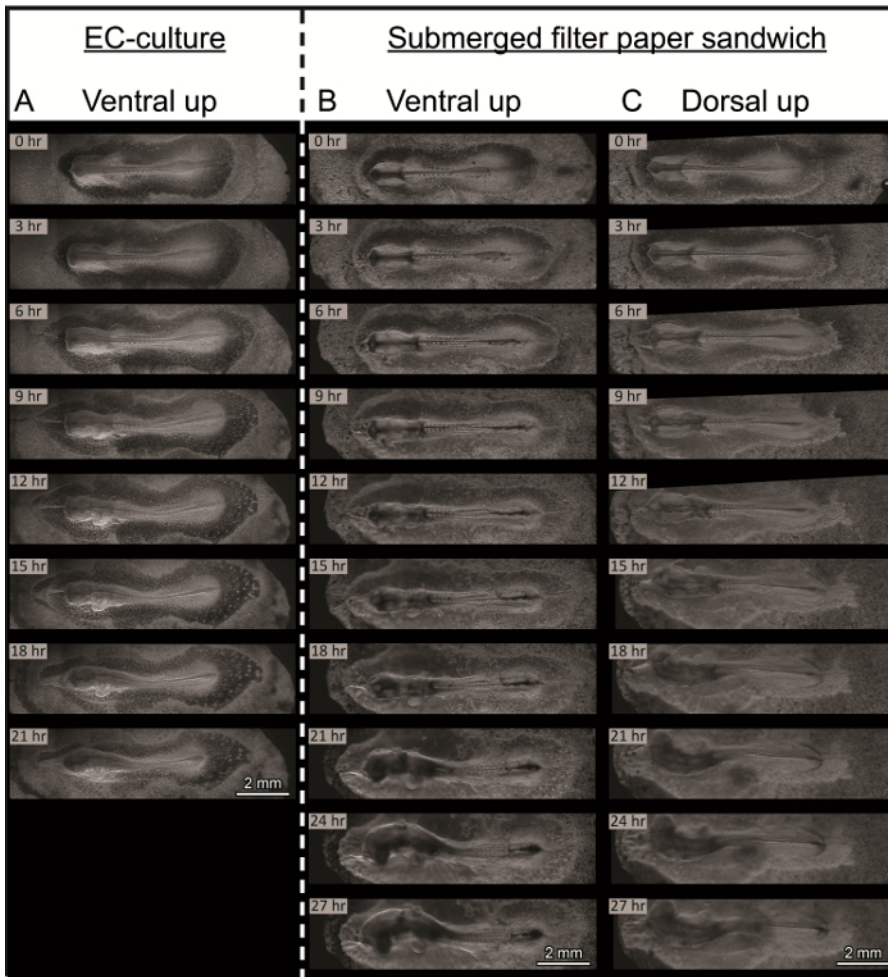 EC-culture
Submerged filter paper sandwich
A Ventral up
B Ventral up
C Dorsal up
0 hr 0 hr 0 hr
3 hr 3 hr 3 hr
6 hr 6 hr 6 hr
9 hr 9 hr 9 hr
12 hr 12 hr 12 hr
15 hr 15 hr 15 hr
18 hr 18 hr 18 hr
21 hr 21 hr 21 hr
2 mm
24 hr 24 hr
27 hr 27 hr
2 mm 2 mm